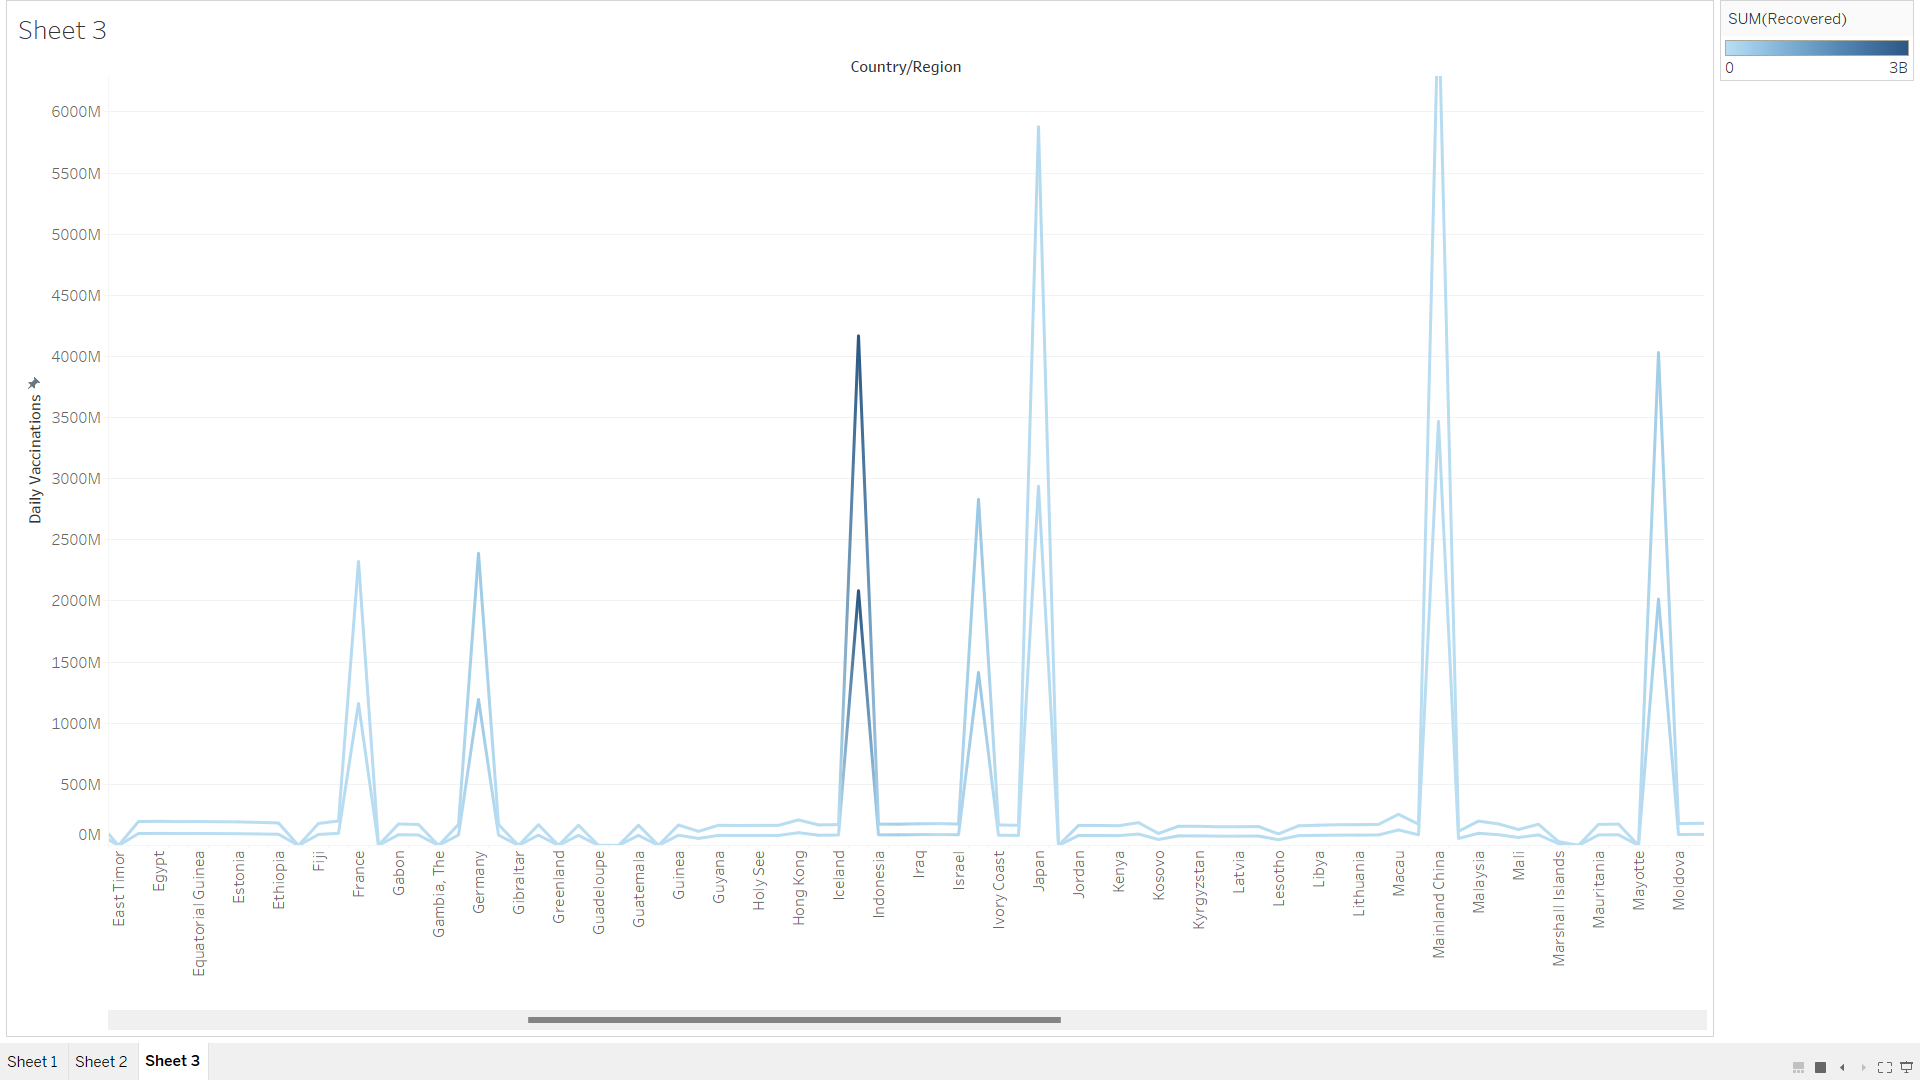 Sheet 3
SUM(Recovered)
0 3B
Country/Region
Daily Vaccinations
6000M
5500M
5000M
4500M
4000M
3500M
3000M
2500M
2000M
1500M
1000M
500M
0M
East Timor
Egypt
Equatorial Guinea
Estonia
Ethiopia
Fiji
France
Gabon
Gambia, The
Germany
Gibraltar
Greenland
Guadeloupe
Guatemala
Guinea
Guyana
Holy See
Hong Kong
Iceland
Indonesia
Iraq
Israel
Ivory Coast
Japan
Jordan
Kenya
Kosovo
Kyrgyzstan
Latvia
Lesotho
Libya
Lithuania
Macau
Mainland China
Malaysia
Mali
Marshall Islands
Mauritania
Mayotte
Moldova
Sheet 1 Sheet 2 Sheet 3